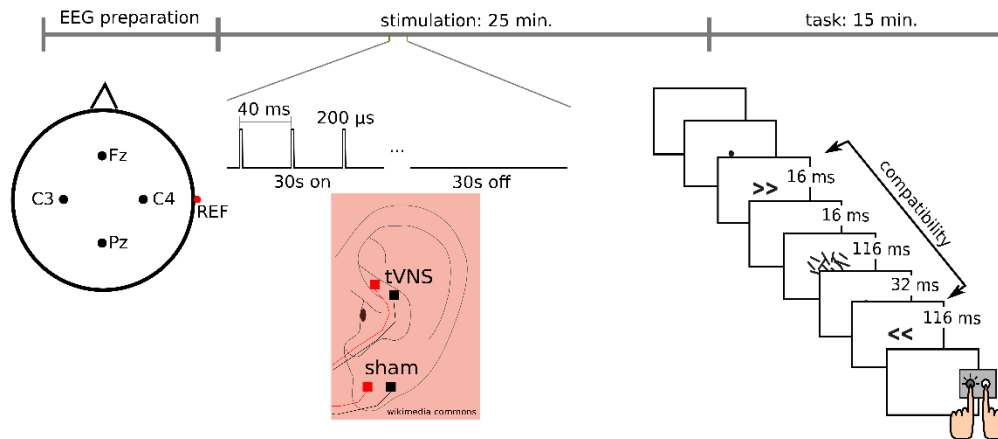 EEG preparation
stimulation: 25 min.
task: 15 min.
Fz
C3
C4
REF
Pz
40 ms
200 µs
...
30s on
30s off
tVNS
sham
wikimedia commons
>>
16 ms
16 ms
116 ms
32 ms
<<
116 ms
compatibility